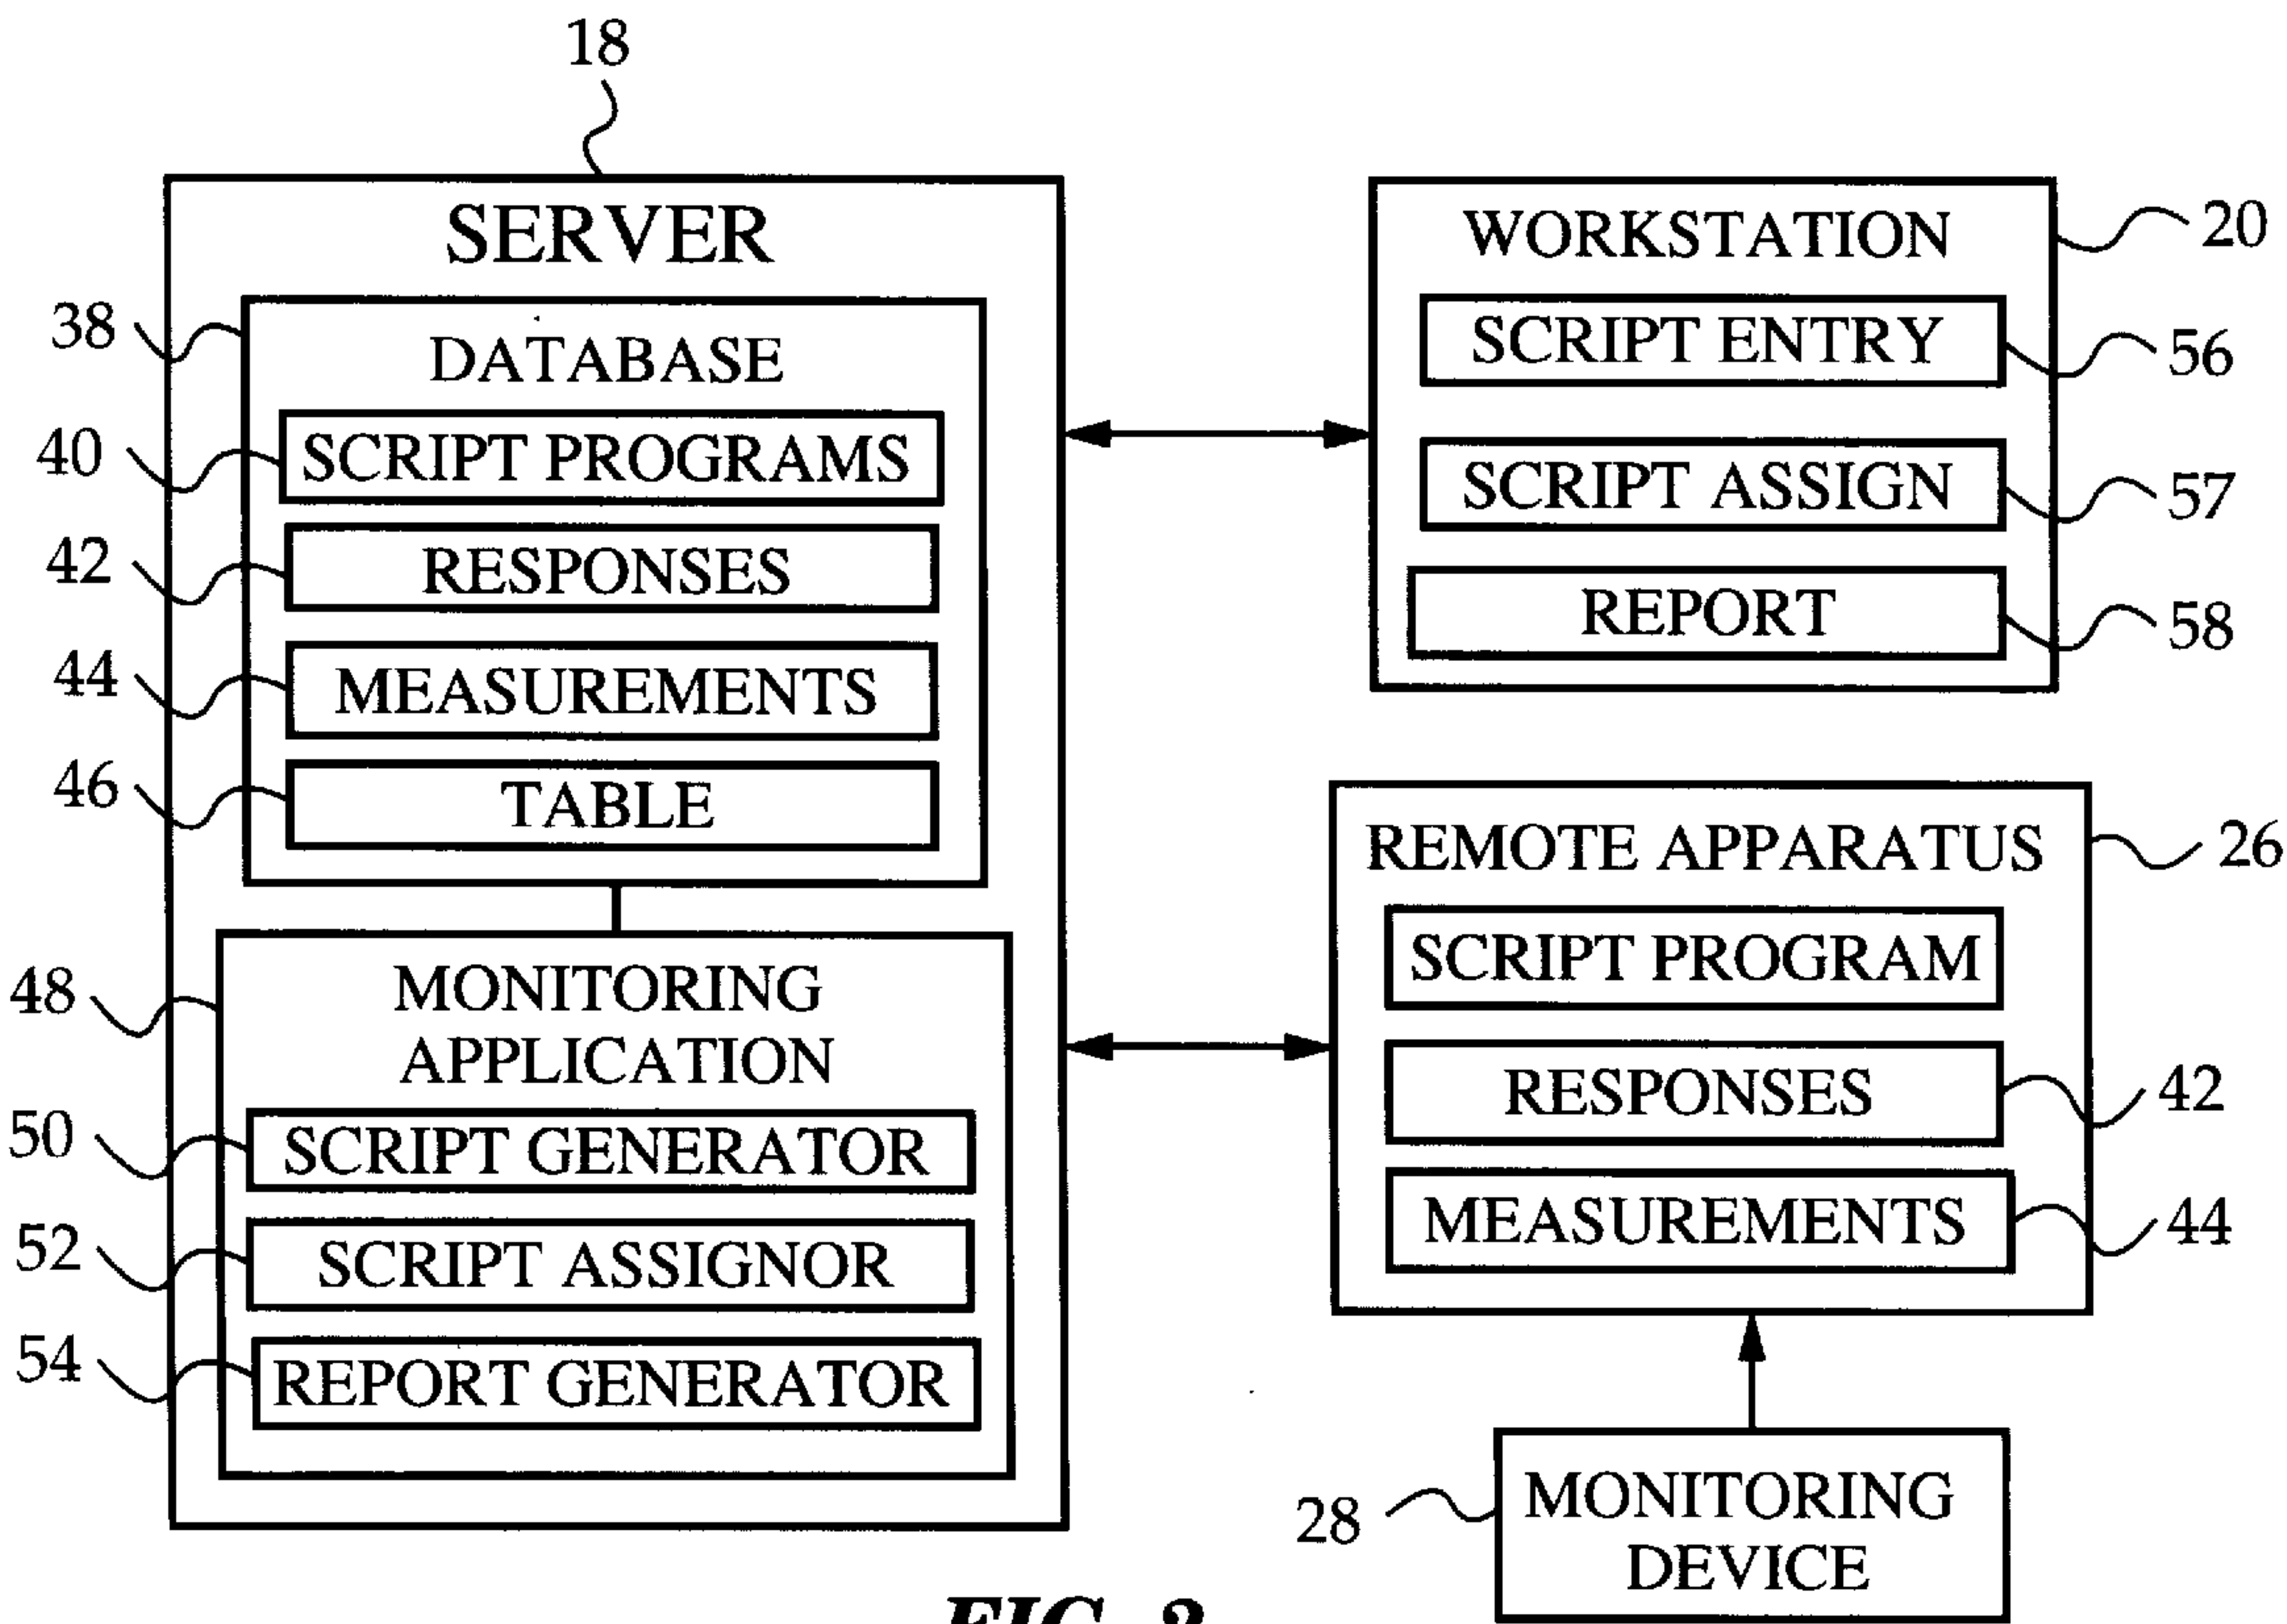 18
SERVER
38
DATABASE
40
SCRIPT PROGRAMS
42
RESPONSES
44
MEASUREMENTS
46
TABLE
48
MONITORING
APPLICATION
50
SCRIPT GENERATOR
52
SCRIPT ASSIGNOR
54
REPORT GENERATOR
WORKSTATION
20
SCRIPT ENTRY
56
SCRIPT ASSIGN
57
REPORT
58
REMOTE APPARATUS
26
SCRIPT PROGRAM
RESPONSES
42
MEASUREMENTS
44
28
MONITORING
DEVICE